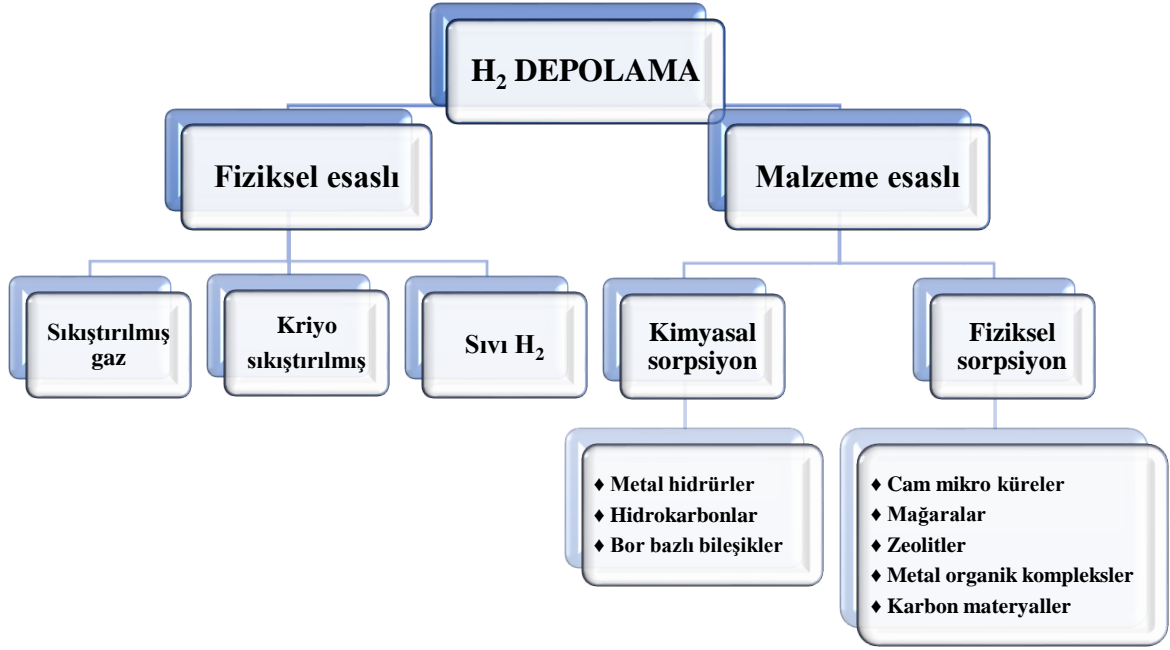 H₂ DEPOLAMA
Fiziksel esaslı
Malzeme esaslı
Sıkıştırılmış
gaz
Kriyo
sıkıştırılmış
Sıvı H₂
Kimyasal
sorpsiyon
Fiziksel
sorpsiyon
♦ Metal hidrürler
♦ Hidrokarbonlar
♦ Bor bazlı bileşikler
♦ Cam mikro küreler
♦ Mağaralar
♦ Zeolitler
♦ Metal organik kompleksler
♦ Karbon materyaller